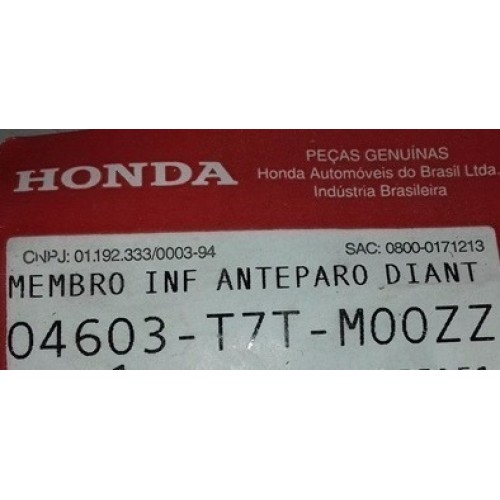 HONDA
PEÇAS GENUÍNAS
Honda Automóveis do Brasil Ltda.
Indústria Brasileira
CNPJ: 01.192.333/0003-94 SAC: 0800-0171213
MEMBRO INF ANTEPARO DIANT
04603-T7T-M00ZZ